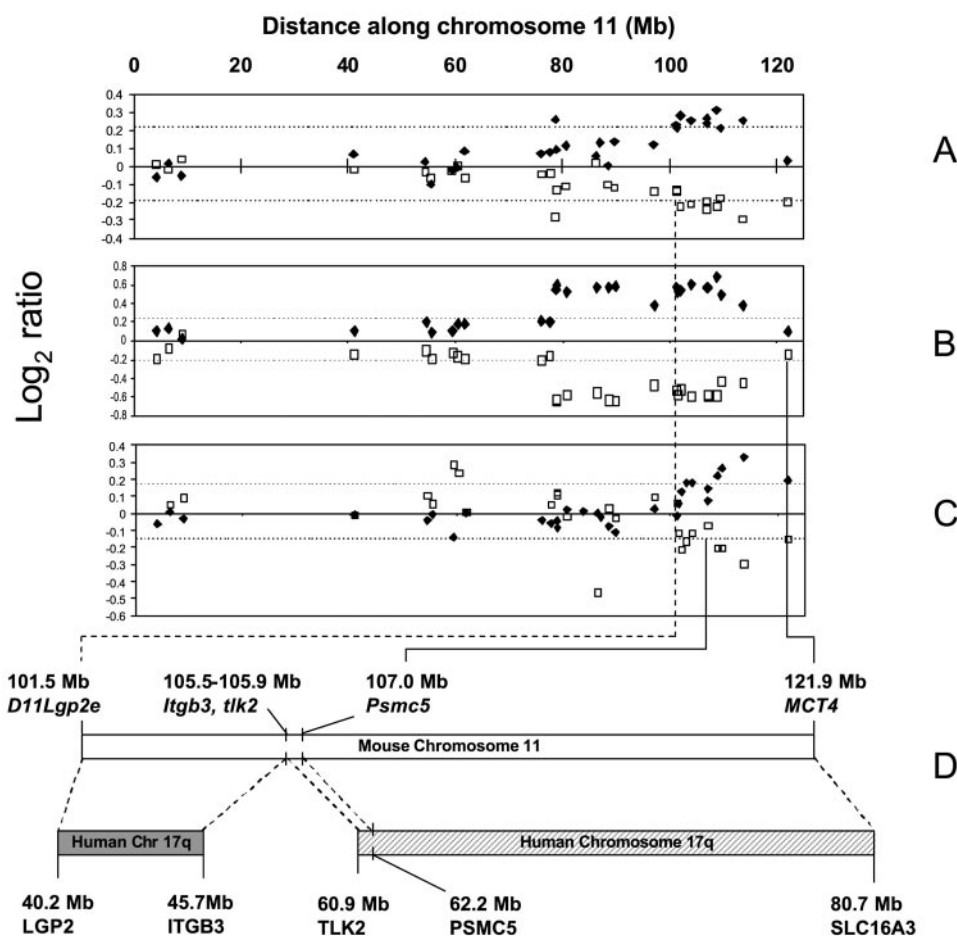 Distance along chromosome 11 (Mb)
0 20 40 60 80 100 120
Log2 ratio
0.4
0.3
0.2
0.1
0
-0.1
-0.2
-0.3
-0.4
A
0.8
0.6
0.4
0.2
0
-0.2
-0.4
-0.6
-0.8
B
0.4
0.3
0.2
0.1
0
-0.1
-0.2
-0.3
-0.4
-0.5
-0.6
C
101.5 Mb 105.5-105.9 Mb 107.0 Mb 121.9 Mb
D11Lgp2e Itgb3, tlk2 Psmc5 MCT4
Mouse Chromosome 11
D
Human Chr 17q Human Chromosome 17q
40.2 Mb 45.7Mb 60.9 Mb 62.2 Mb 80.7 Mb
LGP2 ITGB3 TLK2 PSMC5 SLC16A3